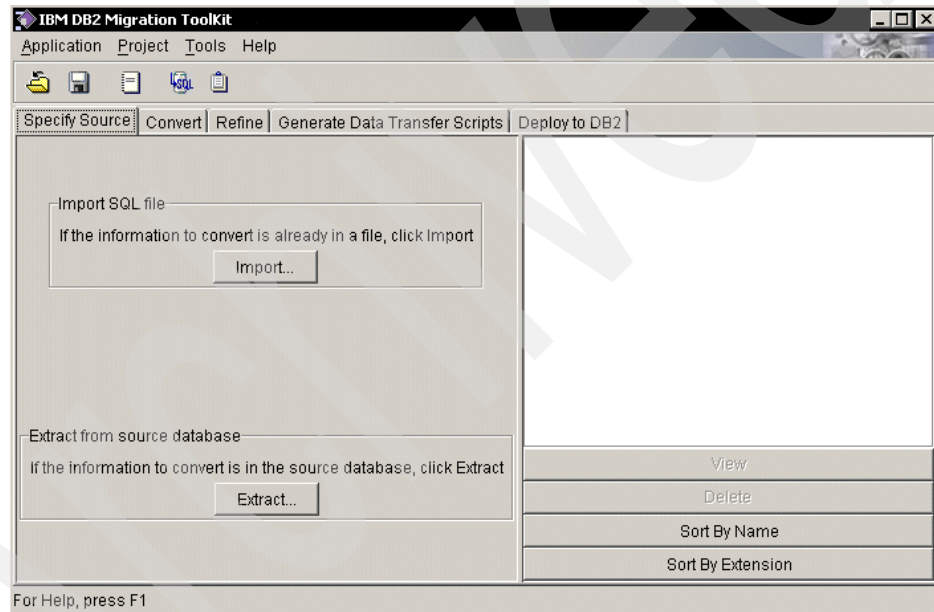 IBM DB2 Migration ToolKit
Application Project Tools Help
SQL
Specify Source Convert Refine Generate Data Transfer Scripts Deploy to DB2
Import SQL file
If the information to convert is already in a file, click Import
Import...
Extract from source database
If the information to convert is in the source database, click Extract
Extract...
View
Delete
Sort By Name
Sort By Extension
For Help, press F1